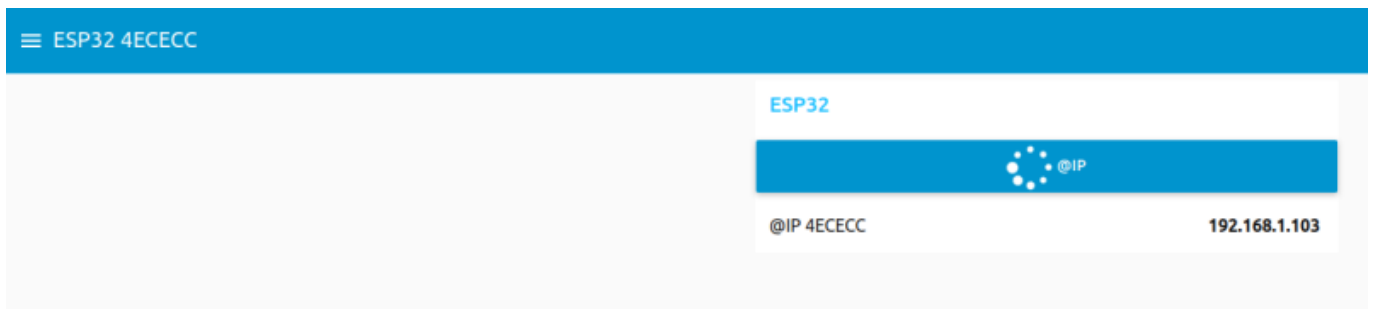 ESP32 4ECECC
ESP32
@IP
@IP 4ECECC 192.168.1.103